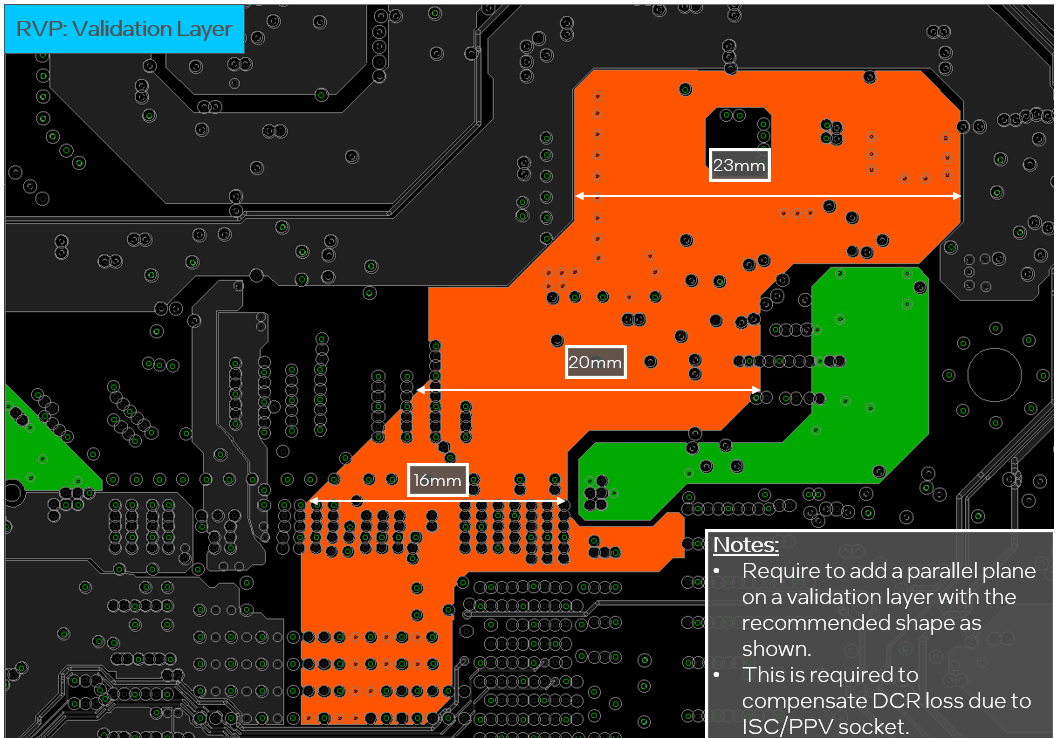 RVP: Validation Layer
23mm
20mm
16mm
Notes:
• Require to add a parallel plane
on a validation layer with the
recommended shape as
shown.
• This is required to
compensate DCR loss due to
ISC/PPV socket.